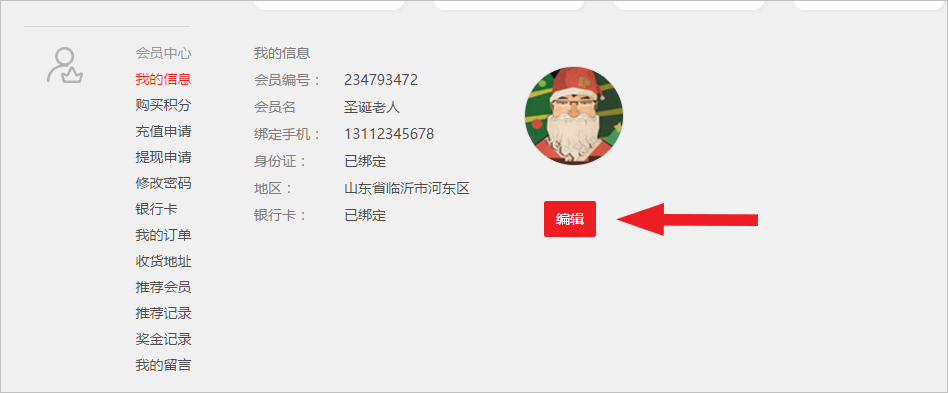 会员中心
我的信息
购买积分
充值申请
提现申请
修改密码
银行卡
我的订单
收货地址
推荐会员
推荐记录
奖金记录
我的留言
我的信息
会员编号： 234793472
会员名 圣诞老人
绑定手机： 13112345678
身份证： 已绑定
地区： 山东省临沂市河东区
银行卡： 已绑定
编辑